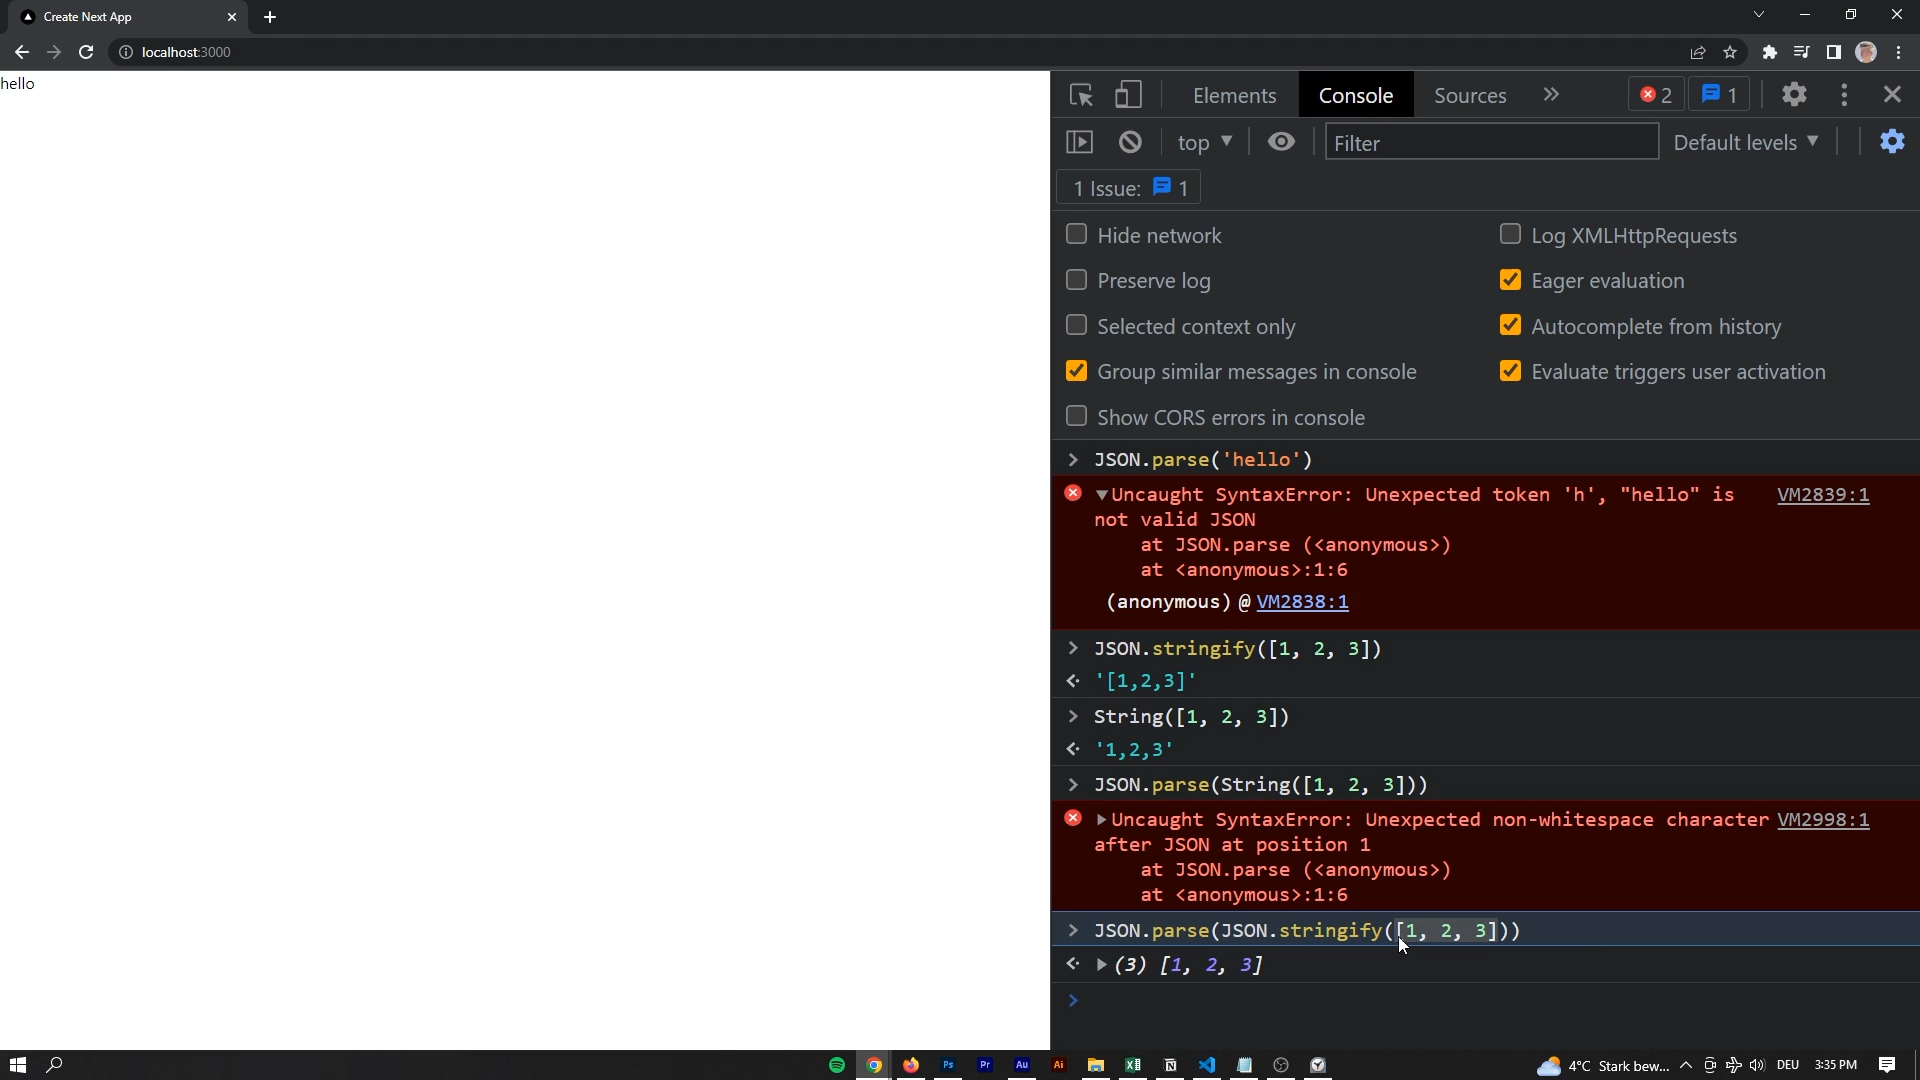 Create Next App
localhost:3000
hello
Elements Console Sources 2 1
top Filter Default levels
1 Issue: 1
Hide network Log XMLHttpRequests
Preserve log Eager evaluation
Selected context only Autocomplete from history
Group similar messages in console Evaluate triggers user activation
Show CORS errors in console
> JSON.parse('hello')
Uncaught SyntaxError: Unexpected token 'h', "hello" is VM2839:1
not valid JSON
at JSON.parse (<anonymous>)
at <anonymous>:1:6
(anonymous) @ VM2838:1
> JSON.stringify([1, 2, 3])
'[1,2,3]'
> String([1, 2, 3])
'1,2,3'
> JSON.parse(String([1, 2, 3]))
Uncaught SyntaxError: Unexpected non-whitespace character VM2998:1
after JSON at position 1
at JSON.parse (<anonymous>)
at <anonymous>:1:6
> JSON.parse(JSON.stringify([1, 2, 3]))
(3) [1, 2, 3]
>
Ps Pr Au Ai 4°C Stark bew... DEU 3:35 PM